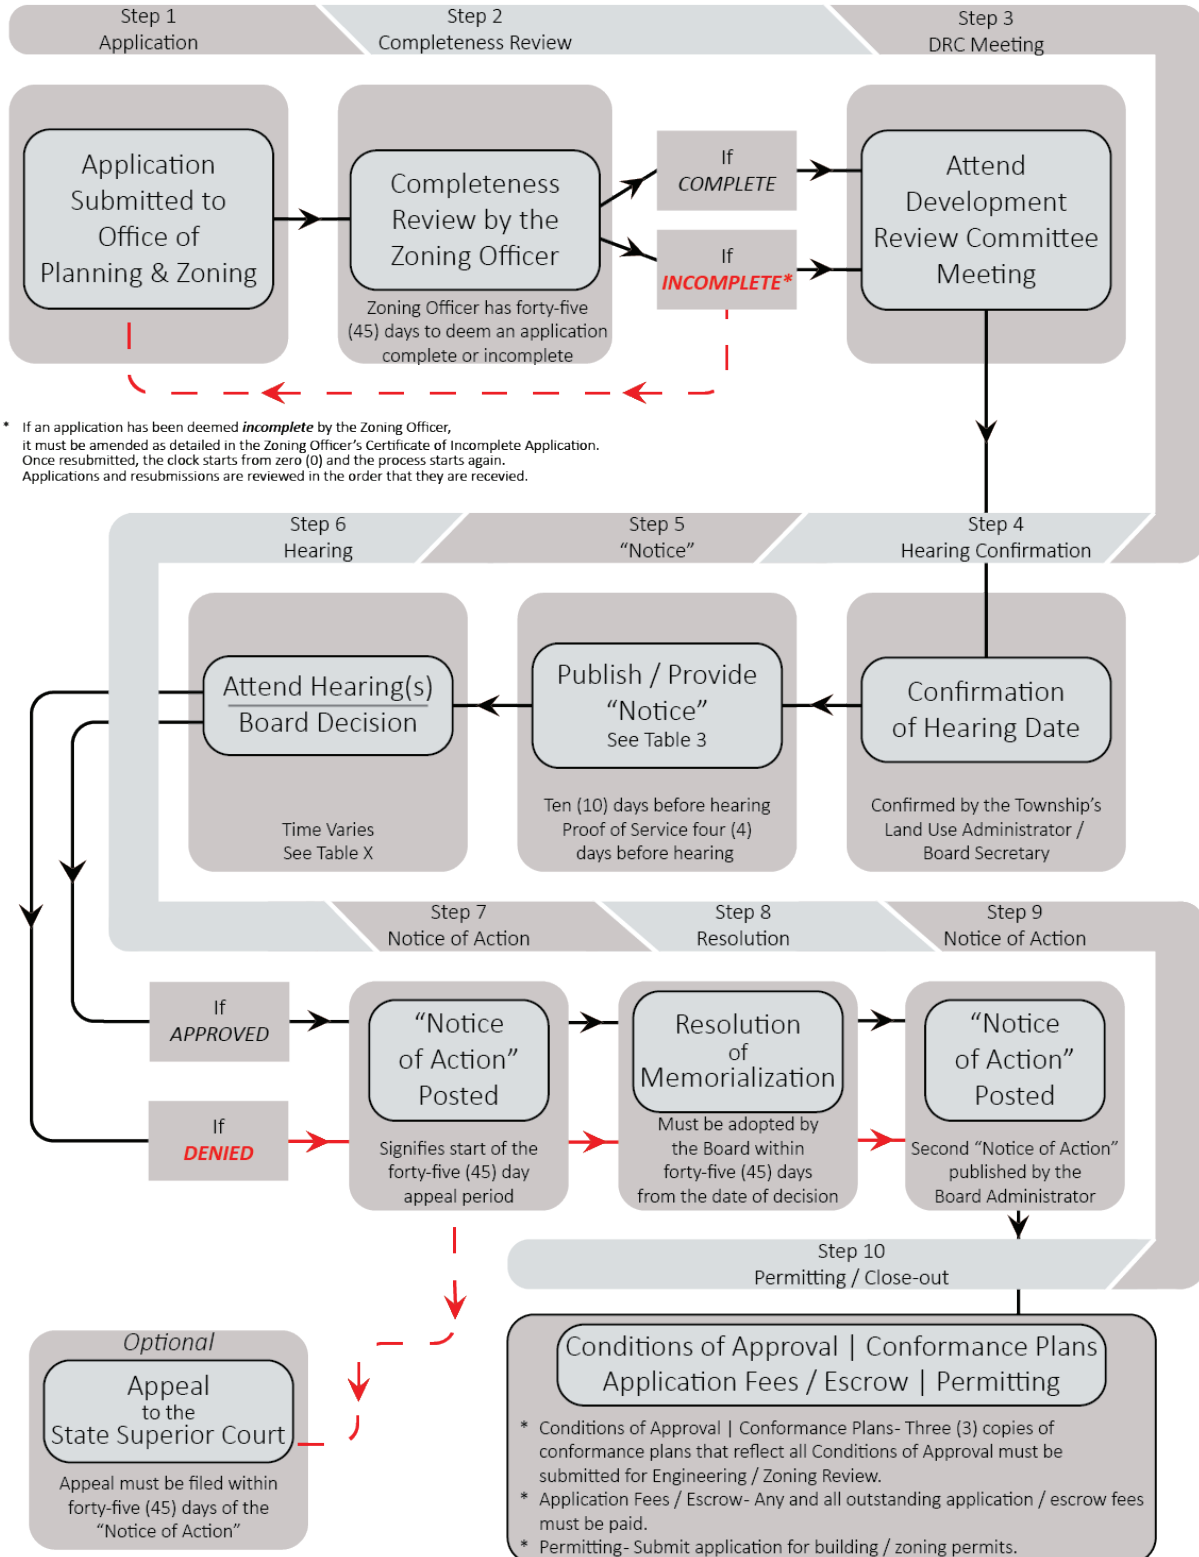 Step 1
Application
Step 2
Completeness Review
Step 3
DRC Meeting
Application
Submitted to
Office of
Planning & Zoning
Completeness
Review by the
Zoning Officer
Zoning Officer has forty-five
(45) days to deem an application
complete or incomplete
If
COMPLETE
If
INCOMPLETE*
Attend
Development
Review Committee
Meeting
* If an application has been deemed incomplete by the Zoning Officer,
it must be amended as detailed in the Zoning Officer's Certificate of Incomplete Application.
Once resubmitted, the clock starts from zero (0) and the process starts again.
Applications and resubmissions are reviewed in the order that they are recevied.
Step 6
Hearing
Step 5
“Notice”
Step 4
Hearing Confirmation
Attend Hearing(s)
Board Decision
Time Varies
See Table X
Publish / Provide
“Notice”
See Table 3
Ten (10) days before hearing
Proof of Service four (4)
days before hearing
Confirmation
of Hearing Date
Confirmed by the Township's
Land Use Administrator /
Board Secretary
Step 7
Notice of Action
Step 8
Resolution
Step 9
Notice of Action
If
APPROVED
If
DENIED
“Notice
of Action”
Posted
Signifies start of the
forty-five (45) day
appeal period
Resolution
of
Memorialization
Must be adopted by
the Board within
forty-five (45) days
from the date of decision
“Notice
of Action”
Posted
Second “Notice of Action”
published by the
Board Administrator
Step 10
Permitting / Close-out
Optional
Appeal
to the
State Superior Court
Appeal must be filed within
forty-five (45) days of the
“Notice of Action”
Conditions of Approval | Conformance Plans
Application Fees / Escrow | Permitting
* Conditions of Approval | Conformance Plans- Three (3) copies of
conformance plans that reflect all Conditions of Approval must be
submitted for Engineering / Zoning Review.
* Application Fees / Escrow- Any and all outstanding application / escrow fees
must be paid.
* Permitting- Submit application for building / zoning permits.